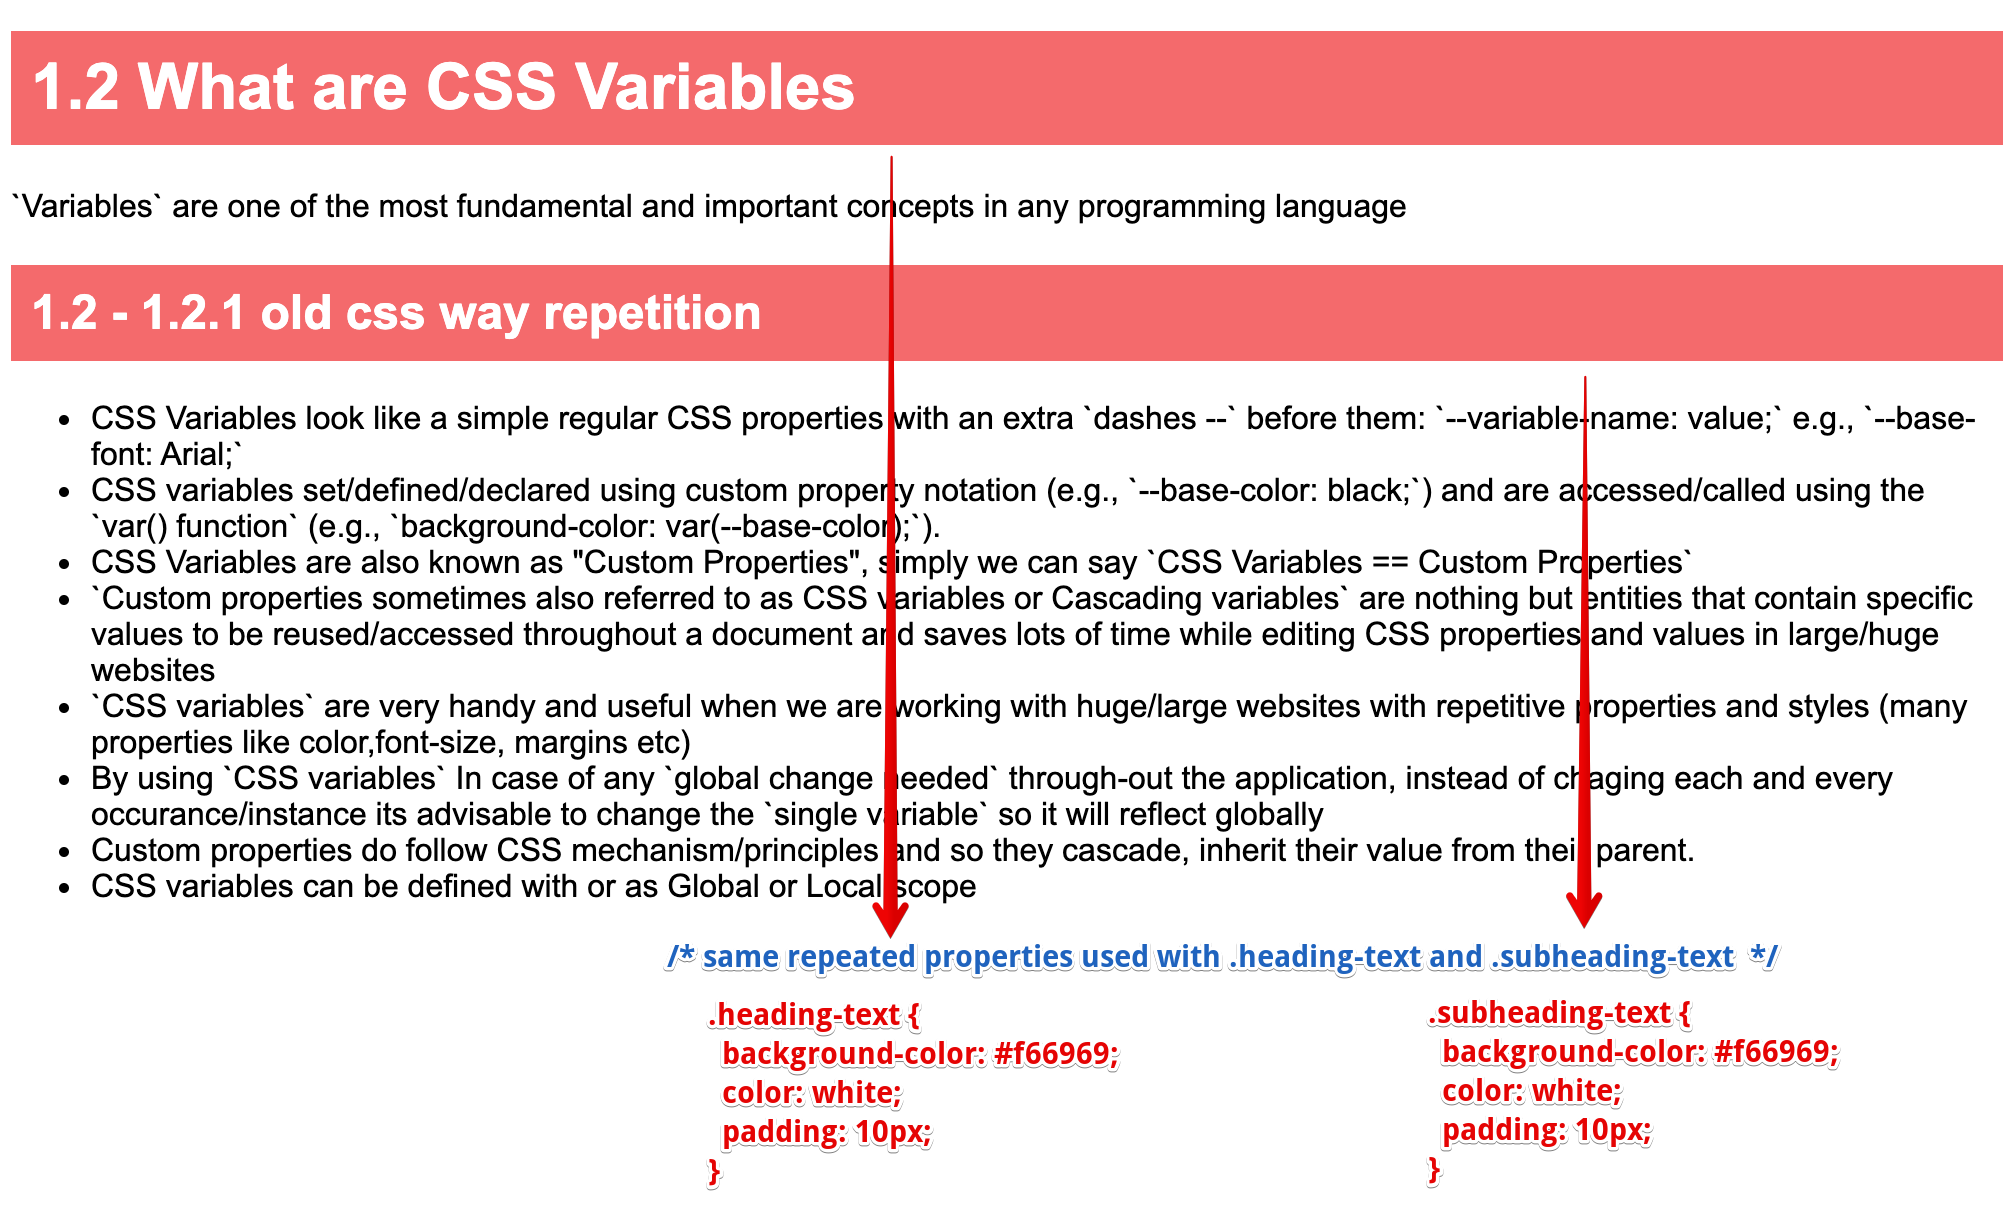 1.2 What are CSS Variables
`Variables` are one of the most fundamental and important concepts in any programming language
1.2 - 1.2.1 old css way repetition
• CSS Variables look like a simple regular CSS properties with an extra `dashes --` before them: `--variable-name: value;` e.g., `--base-
font: Arial;`
• CSS variables set/defined/declared using custom property notation (e.g., `--base-color: black;`) and are accessed/called using the
`var() function` (e.g., `background-color: var(--base-color);`).
• CSS Variables are also known as "Custom Properties", simply we can say `CSS Variables == Custom Properties`
• `Custom properties sometimes also referred to as CSS variables or Cascading variables` are nothing but entities that contain specific
values to be reused/accessed throughout a document and saves lots of time while editing CSS properties and values in large/huge
websites
• `CSS variables` are very handy and useful when we are working with huge/large websites with repetitive properties and styles (many
properties like color,font-size, margins etc)
• By using `CSS variables` In case of any `global change needed` through-out the application, instead of chaging each and every
occurance/instance its advisable to change the `single variable` so it will reflect globally
• Custom properties do follow CSS mechanism/principles and so they cascade, inherit their value from their parent.
• CSS variables can be defined with or as Global or Local scope
/* same repeated properties used with .heading-text and .subheading-text */
.heading-text {
background-color: #f66969;
color: white;
padding: 10px;
}
.subheading-text {
background-color: #f66969;
color: white;
padding: 10px;
}